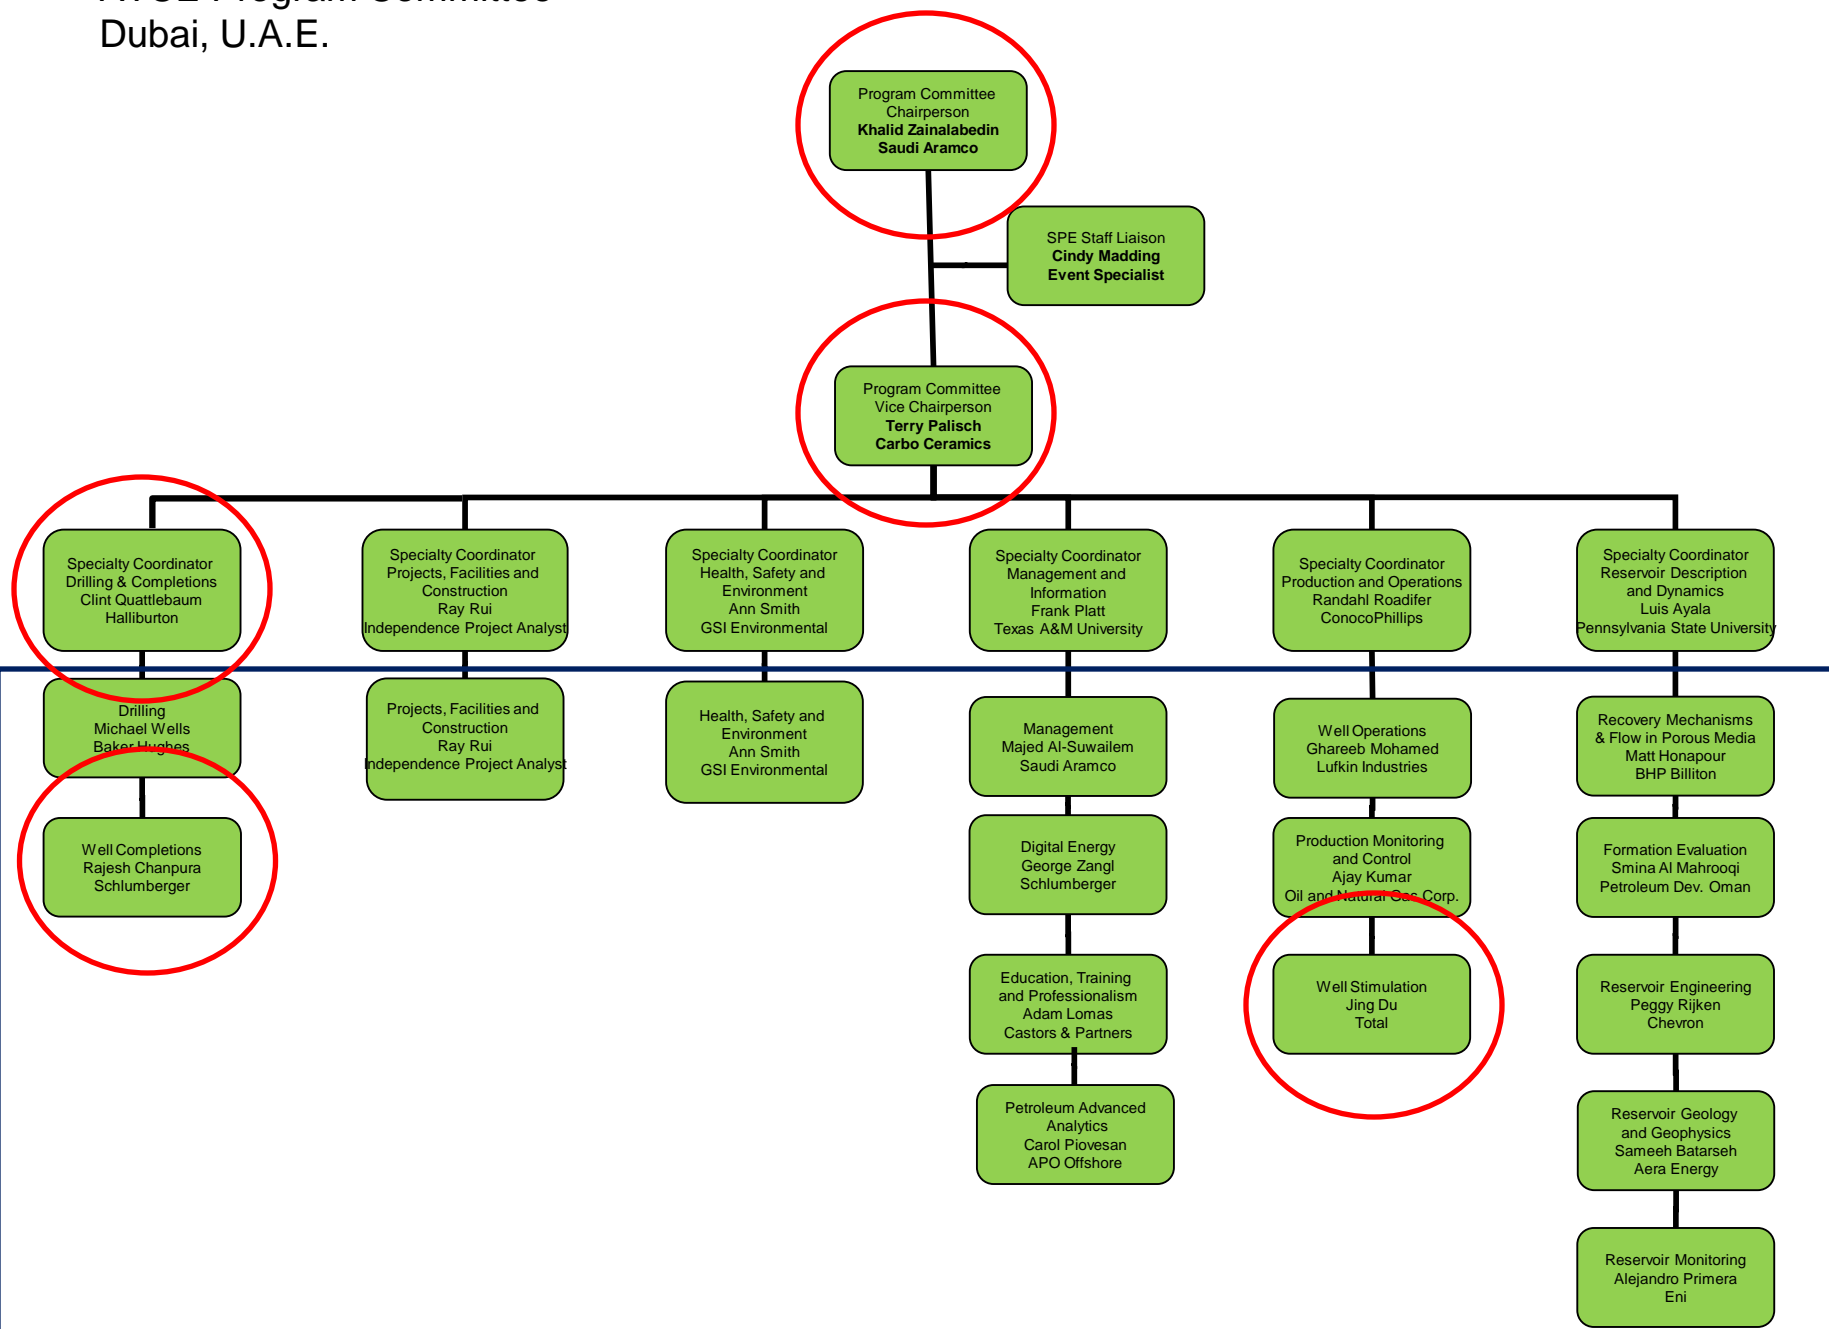 Program Committee
Dubai, U.A.E.
Program Committee
Chairperson
Khalid Zainalabedin
Saudi Aramco
SPE Staff Liaison
Cindy Madding
Event Specialist
Program Committee
Vice Chairperson
Terry Palisch
Carbo Ceramics
Specialty Coordinator
Drilling & Completions
Clint Quattlebaum
Halliburton
Specialty Coordinator
Projects, Facilities and
Construction
Ray Rui
Independence Project Analyst
Specialty Coordinator
Health, Safety and
Environment
Ann Smith
GSI Environmental
Specialty Coordinator
Management and
Information
Frank Platt
Texas A&M University
Specialty Coordinator
Production and Operations
Randahl Roadifer
ConocoPhillips
Specialty Coordinator
Reservoir Description
and Dynamics
Luis Ayala
Pennsylvania State University
Drilling
Michael Wells
Baker Hughes
Projects, Facilities and
Construction
Ray Rui
Independence Project Analyst
Health, Safety and
Environment
Ann Smith
GSI Environmental
Management
Majed Al-Suwailem
Saudi Aramco
Well Operations
Ghareeb Mohamed
Lufkin Industries
Recovery Mechanisms
& Flow in Porous Media
Matt Honapour
BHP Billiton
Well Completions
Rajesh Chanpura
Schlumberger
Digital Energy
George Zangl
Schlumberger
Production Monitoring
and Control
Ajay Kumar
Oil and Natural Gas Corp.
Formation Evaluation
Smina Al Mahrooqi
Petroleum Dev. Oman
Education, Training
and Professionalism
Adam Lomas
Castors & Partners
Well Stimulation
Jing Du
Total
Reservoir Engineering
Peggy Rijken
Chevron
Petroleum Advanced
Analytics
Carol Piovesan
APO Offshore
Reservoir Geology
and Geophysics
Sameeh Batarseh
Aera Energy
Reservoir Monitoring
Alejandro Primera
Eni